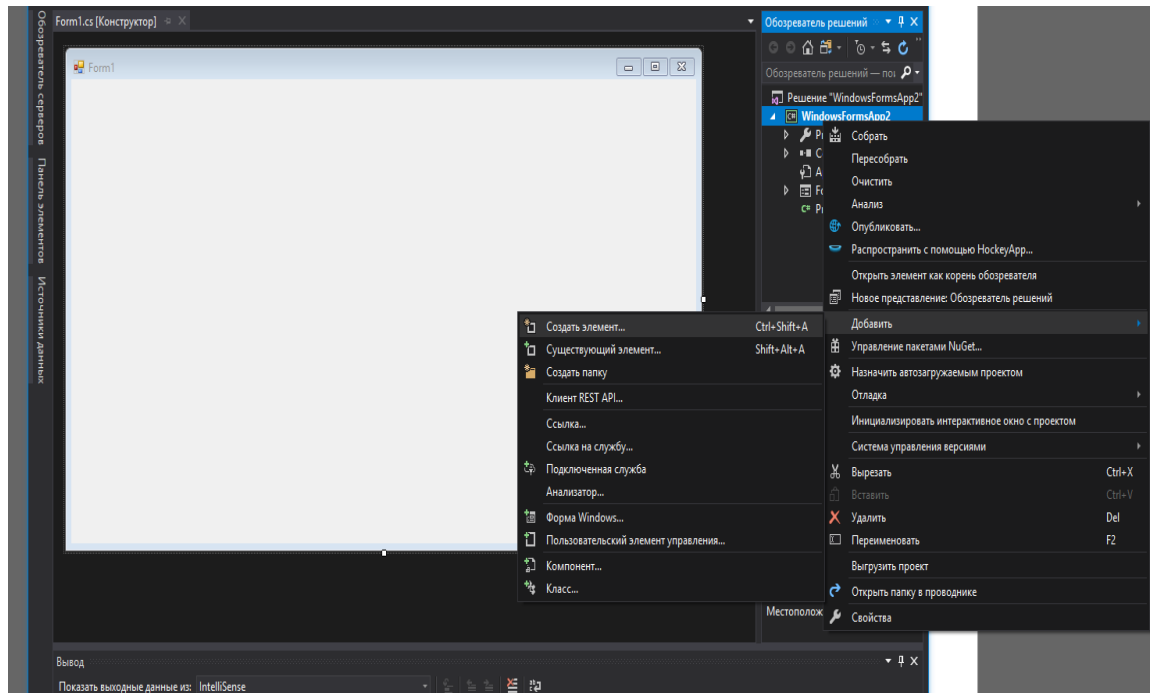 Обозреватель серверов
Панель элементов
Источники данных
Form1.cs [Конструктор]
Form1
Обозреватель решений
Обозреватель решений — пои
Решение "WindowsFormsApp2"
C# WindowsFormsApp2
Pr
C
A
Fo
C# Pr
Собрать
Пересобрать
Очистить
Анализ
Опубликовать...
Распространить с помощью HockeyApp...
Открыть элемент как корень обозревателя
Новое представление: Обозреватель решений
Добавить
Управление пакетами NuGet...
Назначить автозагружаемым проектом
Отладка
Инициализировать интерактивное окно с проектом
Система управления версиями
Вырезать Ctrl+X
Вставить Ctrl+V
Удалить Del
Переименовать F2
Выгрузить проект
Открыть папку в проводнике
Свойства
Создать элемент... Ctrl+Shift+A
Существующий элемент... Shift+Alt+A
Создать папку
Клиент REST API...
Ссылка...
Ссылка на службу...
Подключенная служба
Анализатор...
Форма Windows...
Пользовательский элемент управления...
Компонент...
Класс...
Местополож
Вывод
Показать выходные данные из: IntelliSense